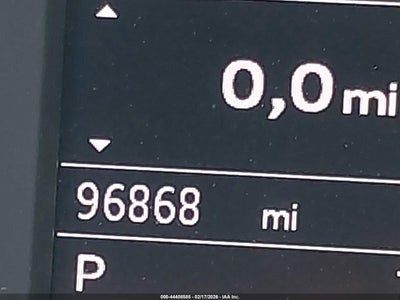 0,0 mi
96868 mi
P
000-44408585 - 02/17/2026 - IAA Inc.